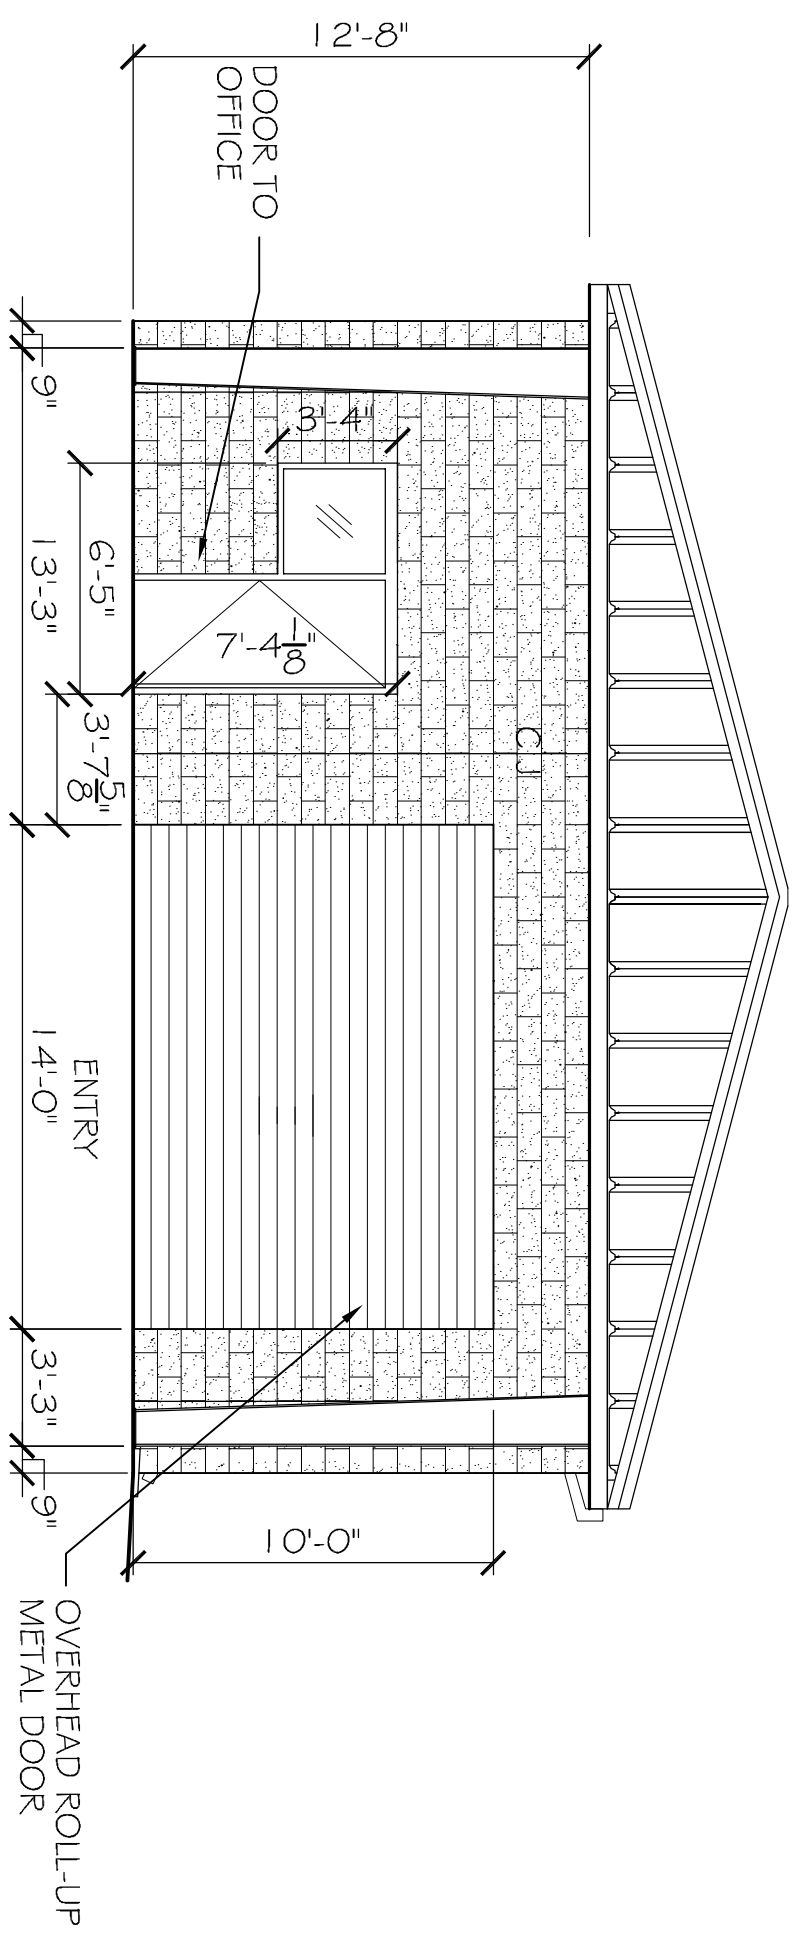 12'-8"
DOOR TO
OFFICE
3'-4"
7'-4 1/8"
CJ
10'-0"
6'-5"
3'-7 5/8"
ENTRY
9"
13'-3"
14'-0"
3'-3"
9"
OVERHEAD ROLL-UP
METAL DOOR